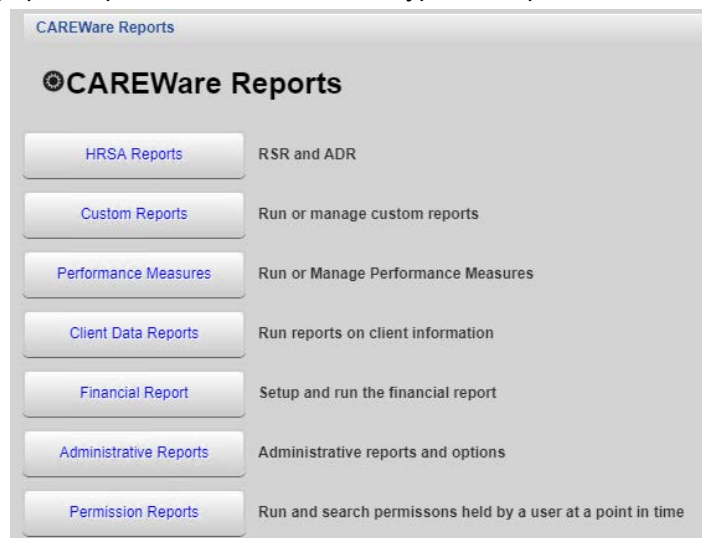 CAREWare Reports
CAREWare Reports
HRSA Reports RSR and ADR
Custom Reports Run or manage custom reports
Performance Measures Run or Manage Performance Measures
Client Data Reports Run reports on client information
Financial Report Setup and run the financial report
Administrative Reports Administrative reports and options
Permission Reports Run and search permissons held by a user at a point in time